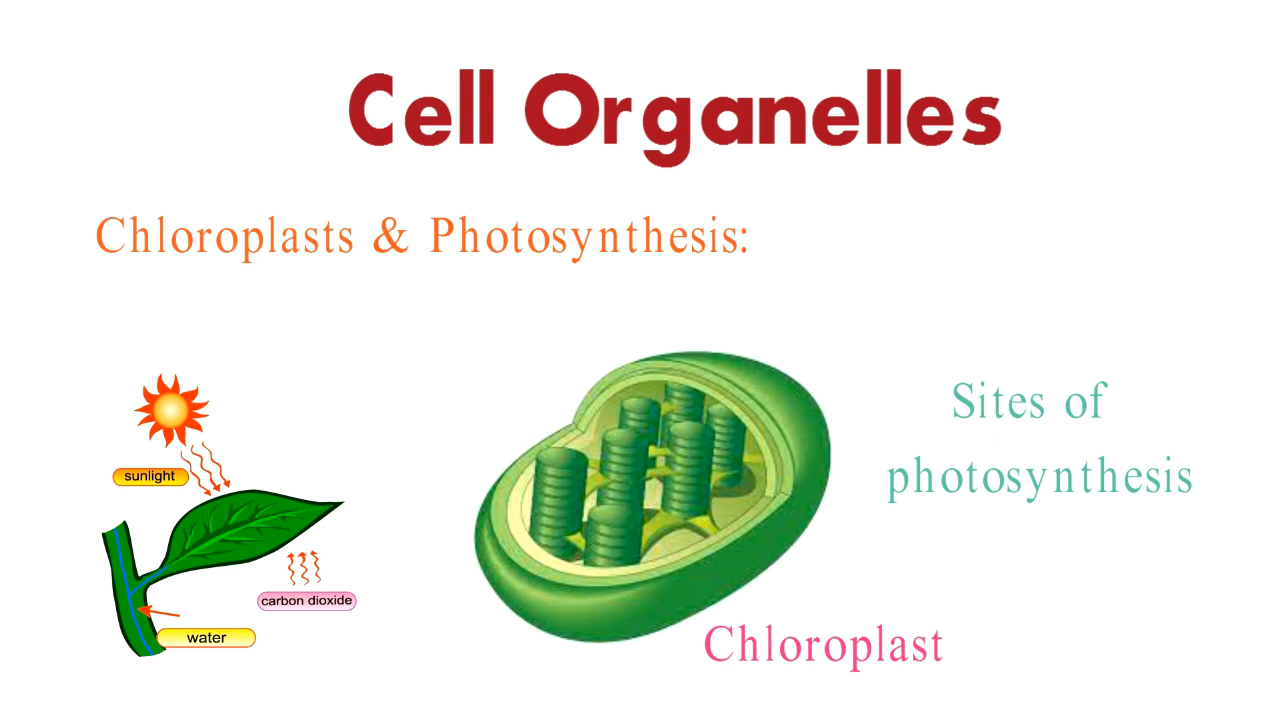 Cell Organelles
Chloroplasts & Photosynthesis:
Sites of
photosynthesis
sunlight
carbon dioxide
water
Chloroplast